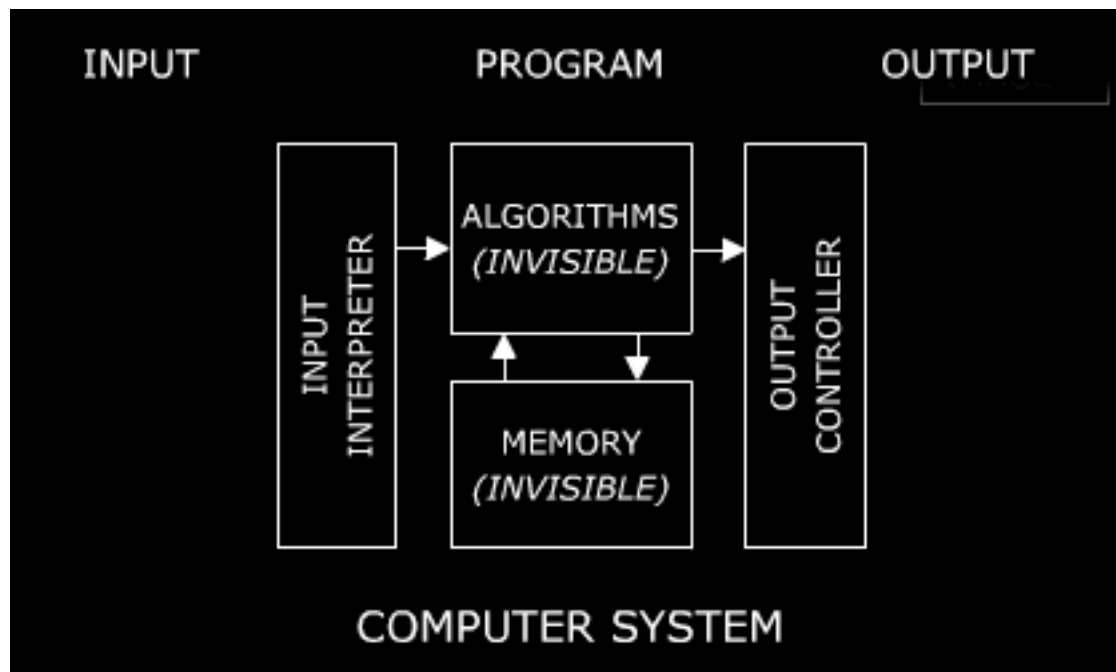 INPUT
PROGRAM
OUTPUT
INPUT
INTERPRETER
ALGORITHMS
(INVISIBLE)
MEMORY
(INVISIBLE)
OUTPUT
CONTROLLER
COMPUTER SYSTEM